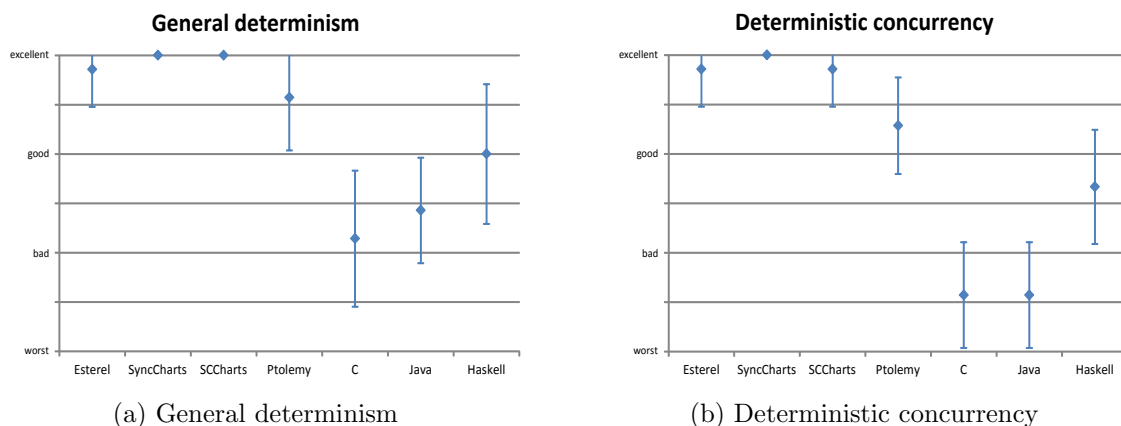 General determinism
excellent
good
bad
worst
Esterel SyncCharts SCCharts Ptolemy C Java Haskell
(a) General determinism
Deterministic concurrency
excellent
good
bad
worst
Esterel SyncCharts SCCharts Ptolemy C Java Haskell
(b) Deterministic concurrency